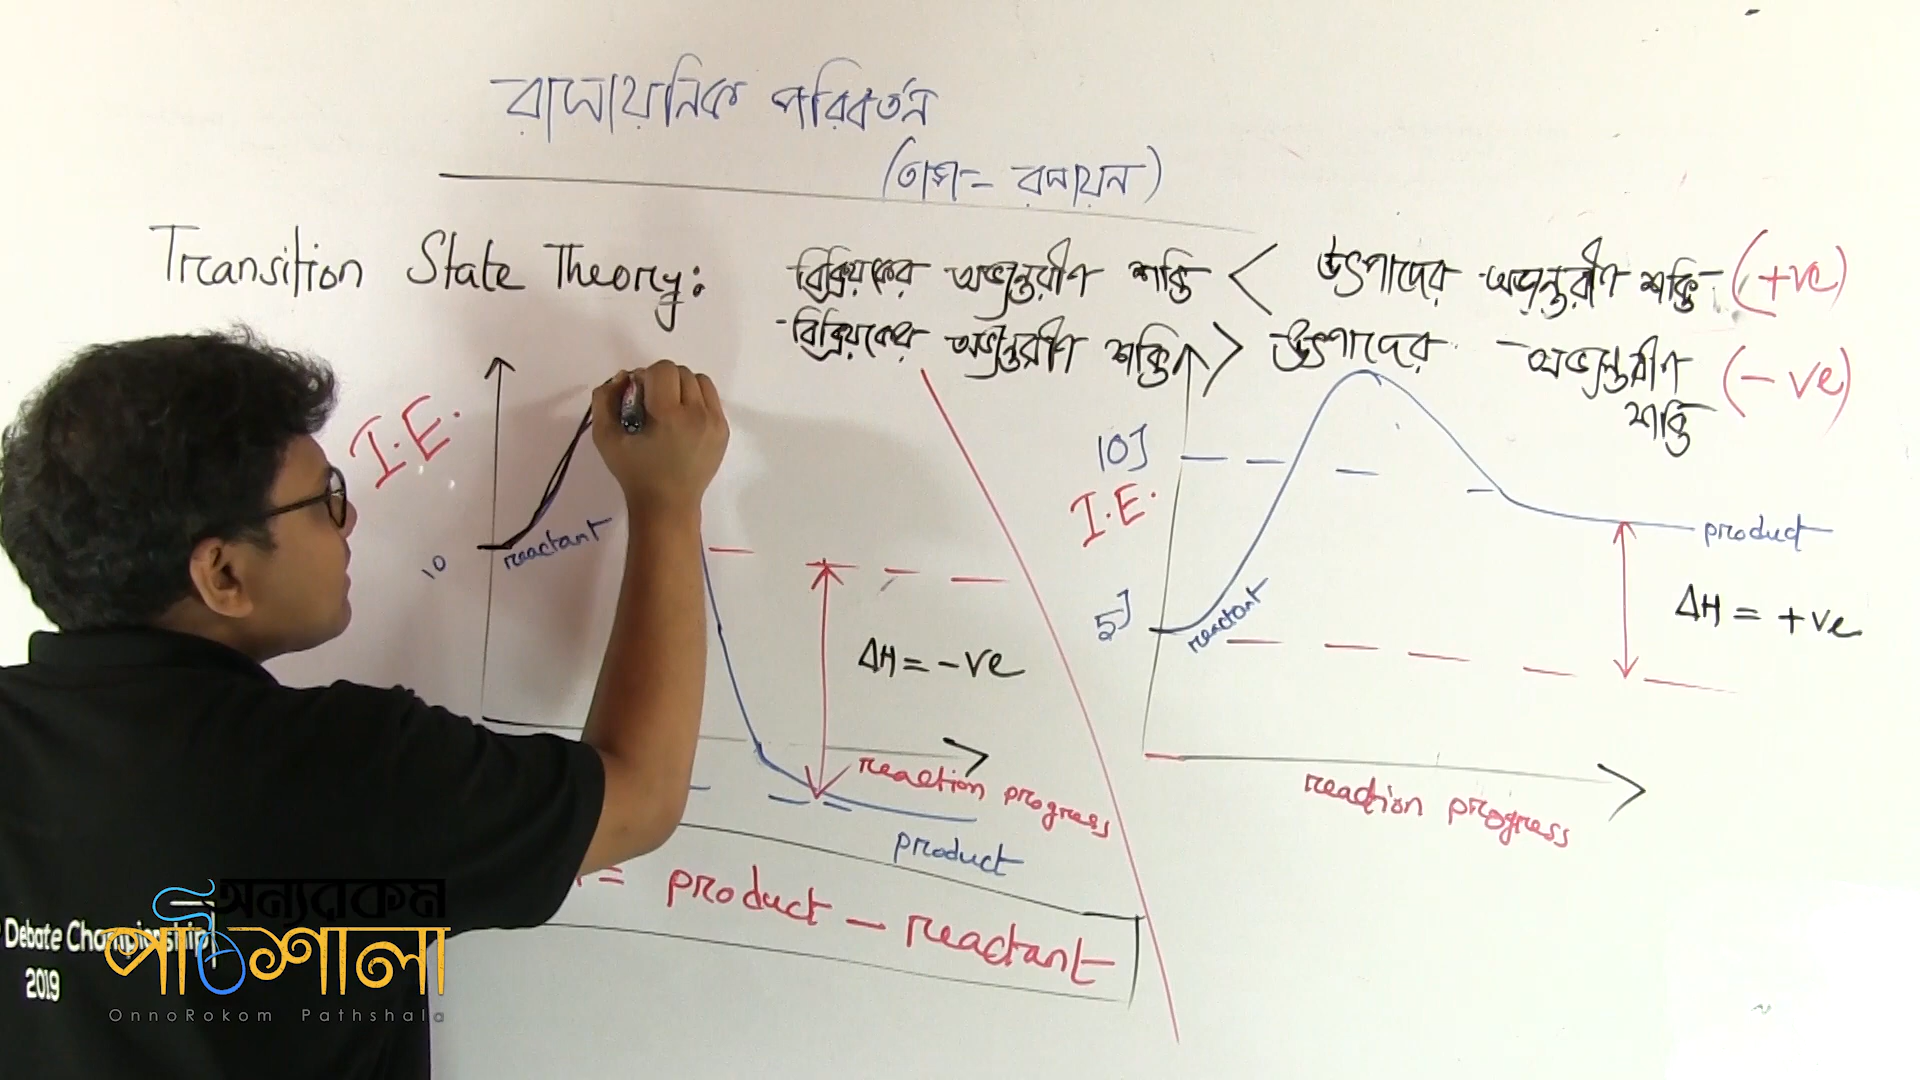 রাসায়নিক পরিবর্তন
(তাপ - রসায়ন)
Transition State Theory:
বিক্রিয়কের অভ্যন্তরীণ শক্তি < উৎপাদের অভ্যন্তরীণ শক্তি (+ve)
বিক্রিয়কের অভ্যন্তরীণ শক্তি > উৎপাদের অভ্যন্তরীণ শক্তি (-ve)
I.E.
10
reactant
ΔH = -ve
reaction progress
product
= product - reactant
10J
I.E.
5J
reactant
product
ΔH = +ve
reaction progress
Debate Championship
2019
অন্যরকম
পাঠশালা
OnnoRokom Pathshala